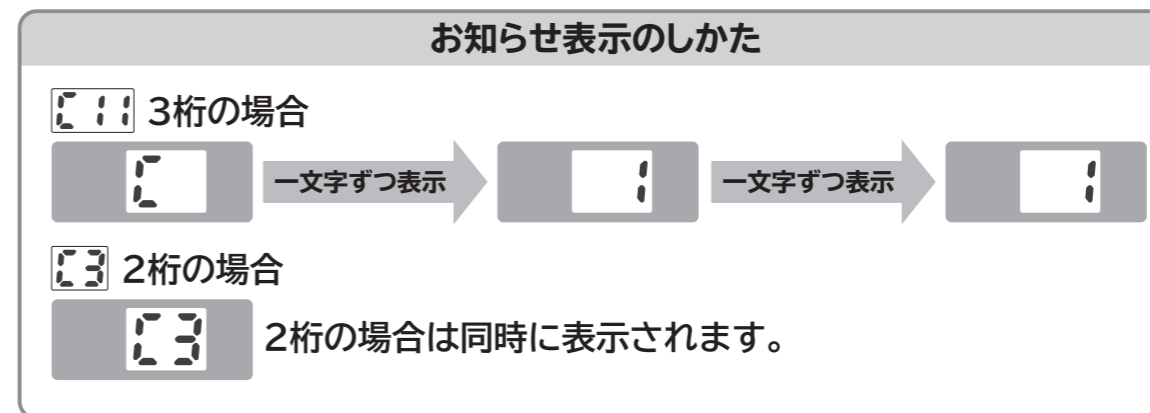 お知らせ表示のしかた
C11 3桁の場合
C 一文字ずつ表示 1 一文字ずつ表示 1
C3 2桁の場合
C3 2桁の場合は同時に表示されます。